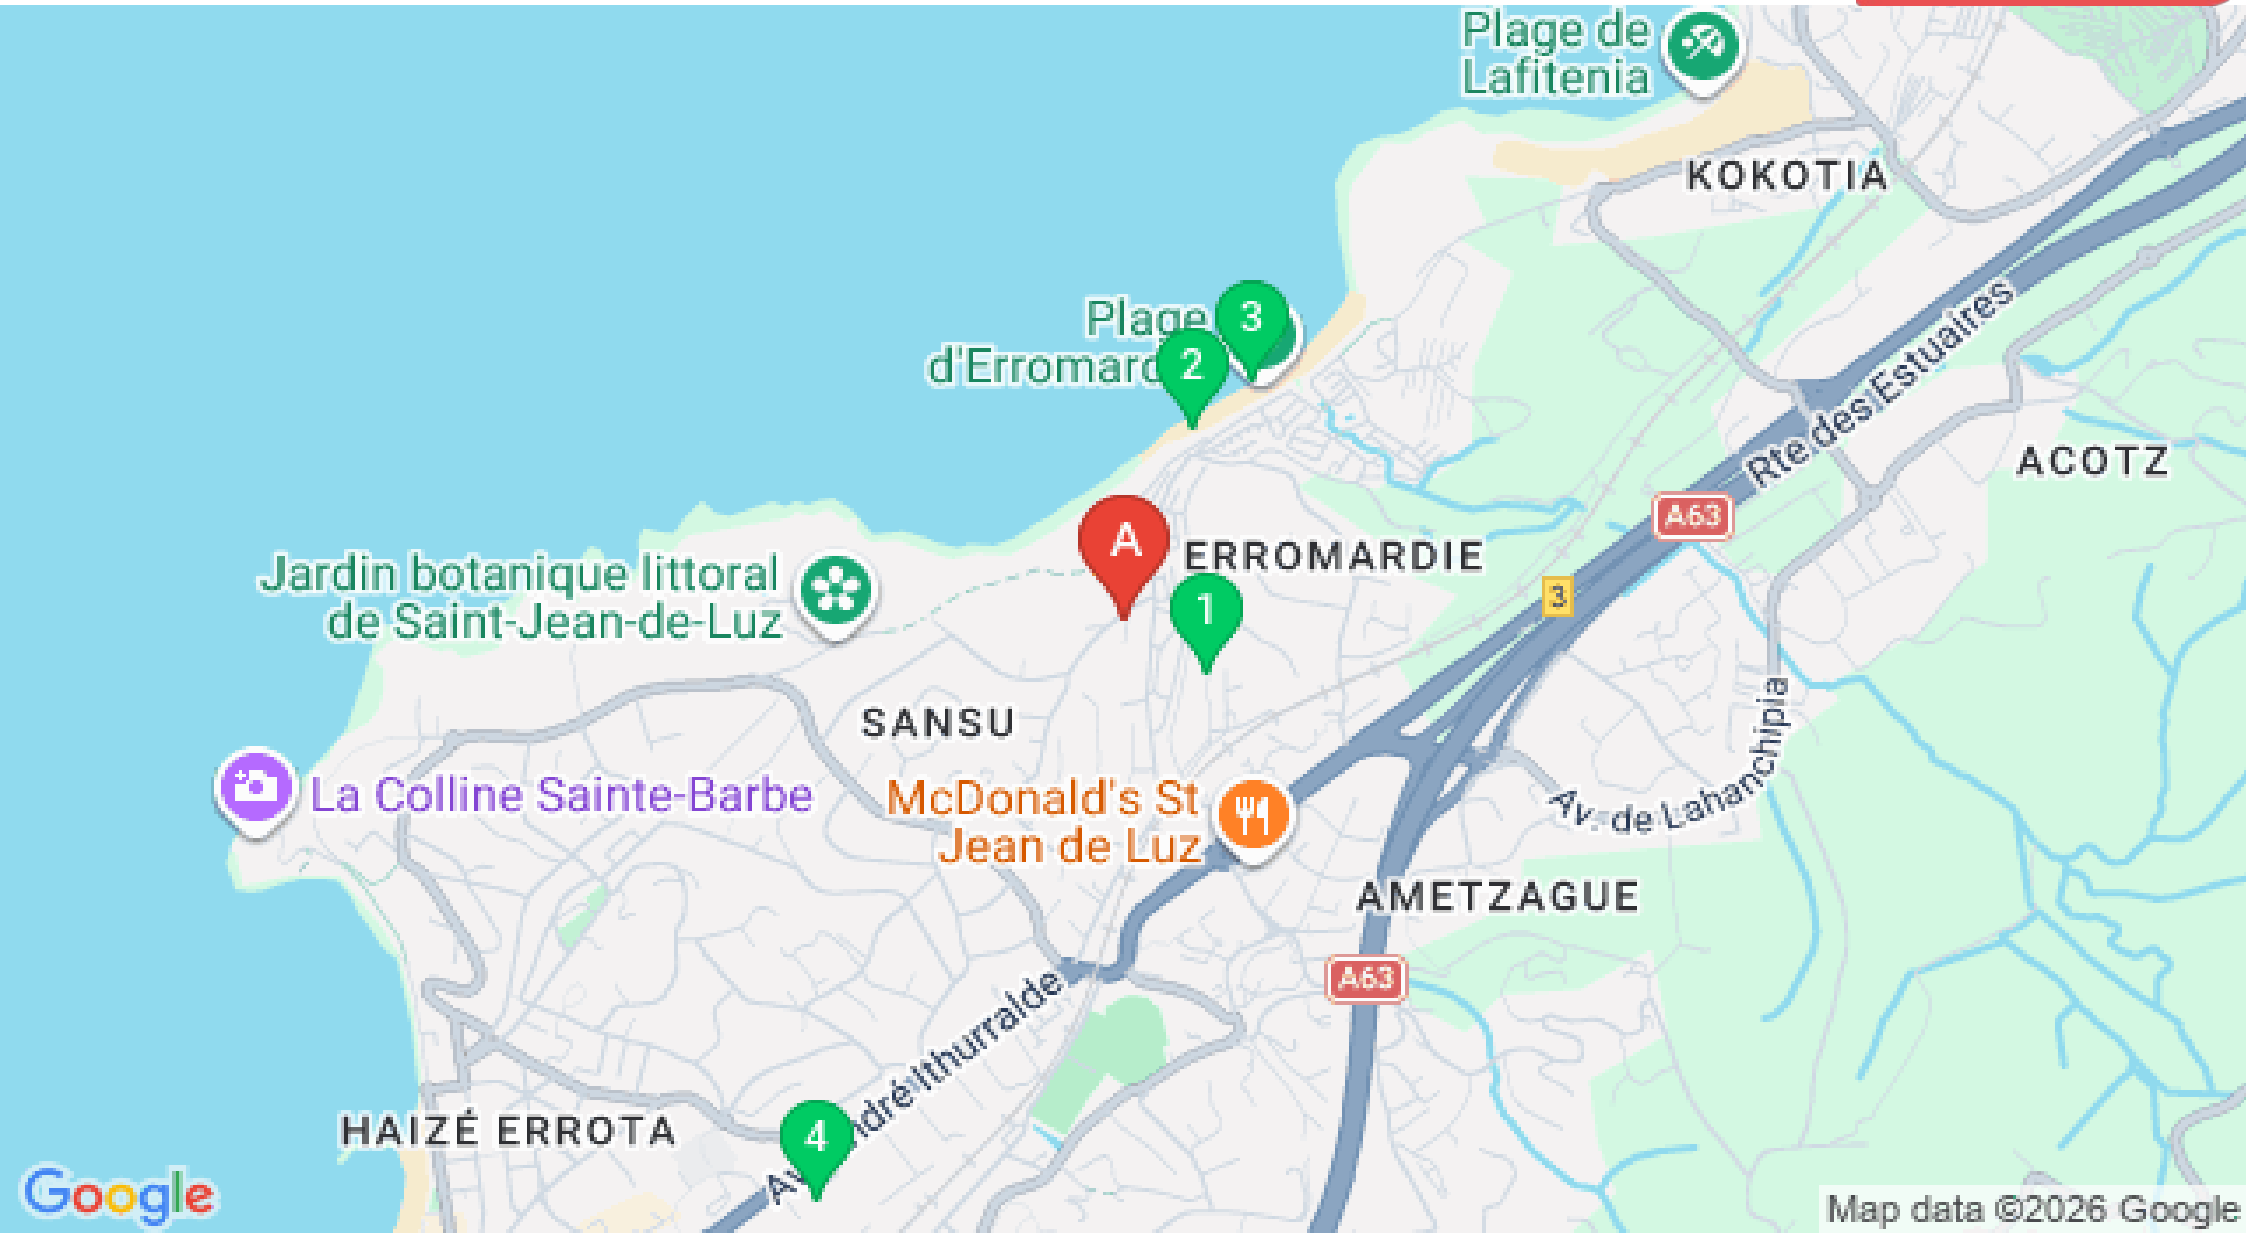 Plage de
Lafitenia
KOKOTIA
Plage
3
2
Rte des Estuaires
ACOTZ
A63
A
ERROMARDIE
Jardin botanique littoral
de Saint-Jean-de-Luz
3
1
SANSU
La Colline Sainte-Barbe
McDonald's St
Jean de Luz
Av. de Lahanchipia
AMETZAGUE
A63
HAIZÉ ERROTA
4
Ithurralde
Google
Map data ©2026 Google